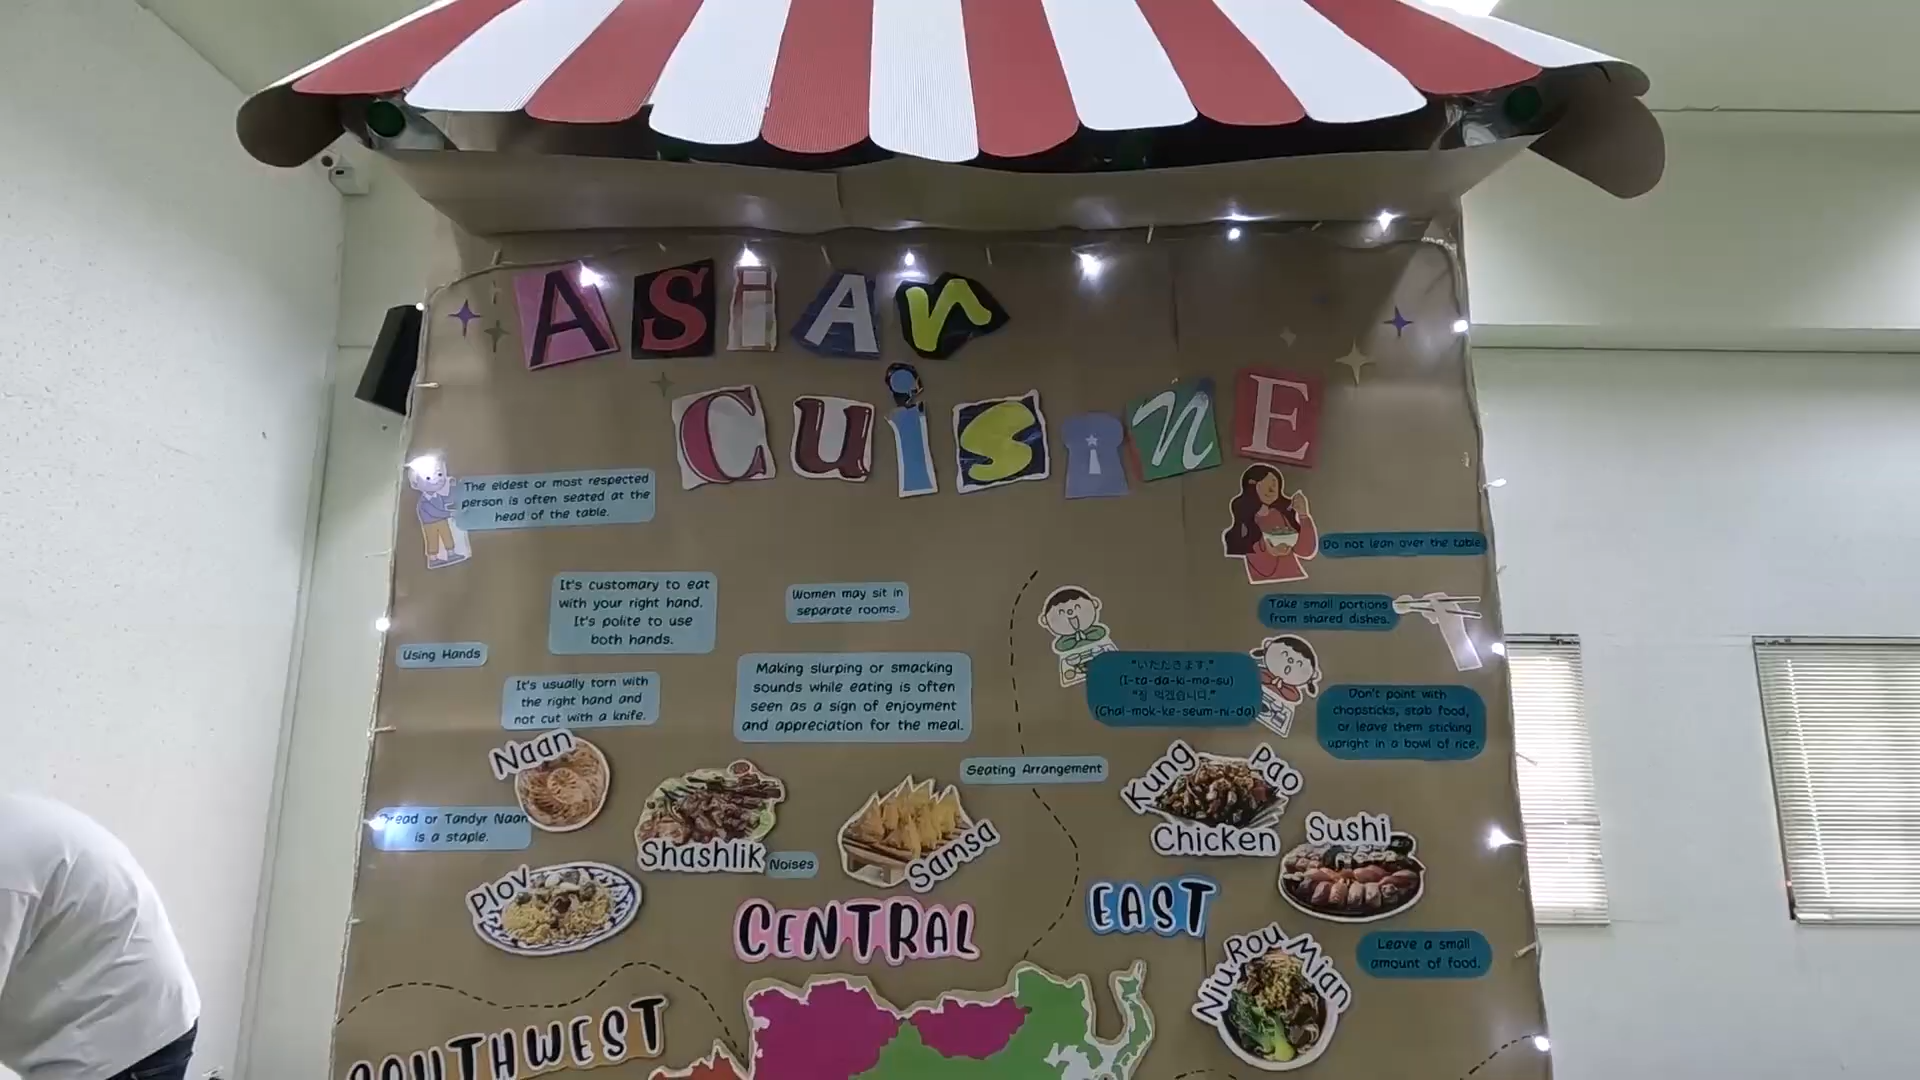 ASiAn
CuisinE
The eldest or most respected
person is often seated at the
head of the table.
Do not lean over the table.
It's customary to eat
with your right hand.
It's polite to use
both hands.
Women may sit in
separate rooms.
Take small portions
from shared dishes.
Using Hands
Making slurping or smacking
sounds while eating is often
seen as a sign of enjoyment
and appreciation for the meal.
"いただきます."
(I-ta-da-ki-ma-su)
"잘 먹겠습니다."
(Chal-mok-ke-seum-ni-da)
It's usually torn with
the right hand and
not cut with a knife.
Don't point with
chopsticks, stab food,
or leave them sticking
upright in a bowl of rice.
Naan
Seating Arrangement
Kung Pao
Chicken
Bread or Tandyr Naan
is a staple.
Shashlik
Noises
Samsa
Sushi
Plov
CENTRAL
EAST
Niu Rou Mian
Leave a small
amount of food.
SOUTHWEST